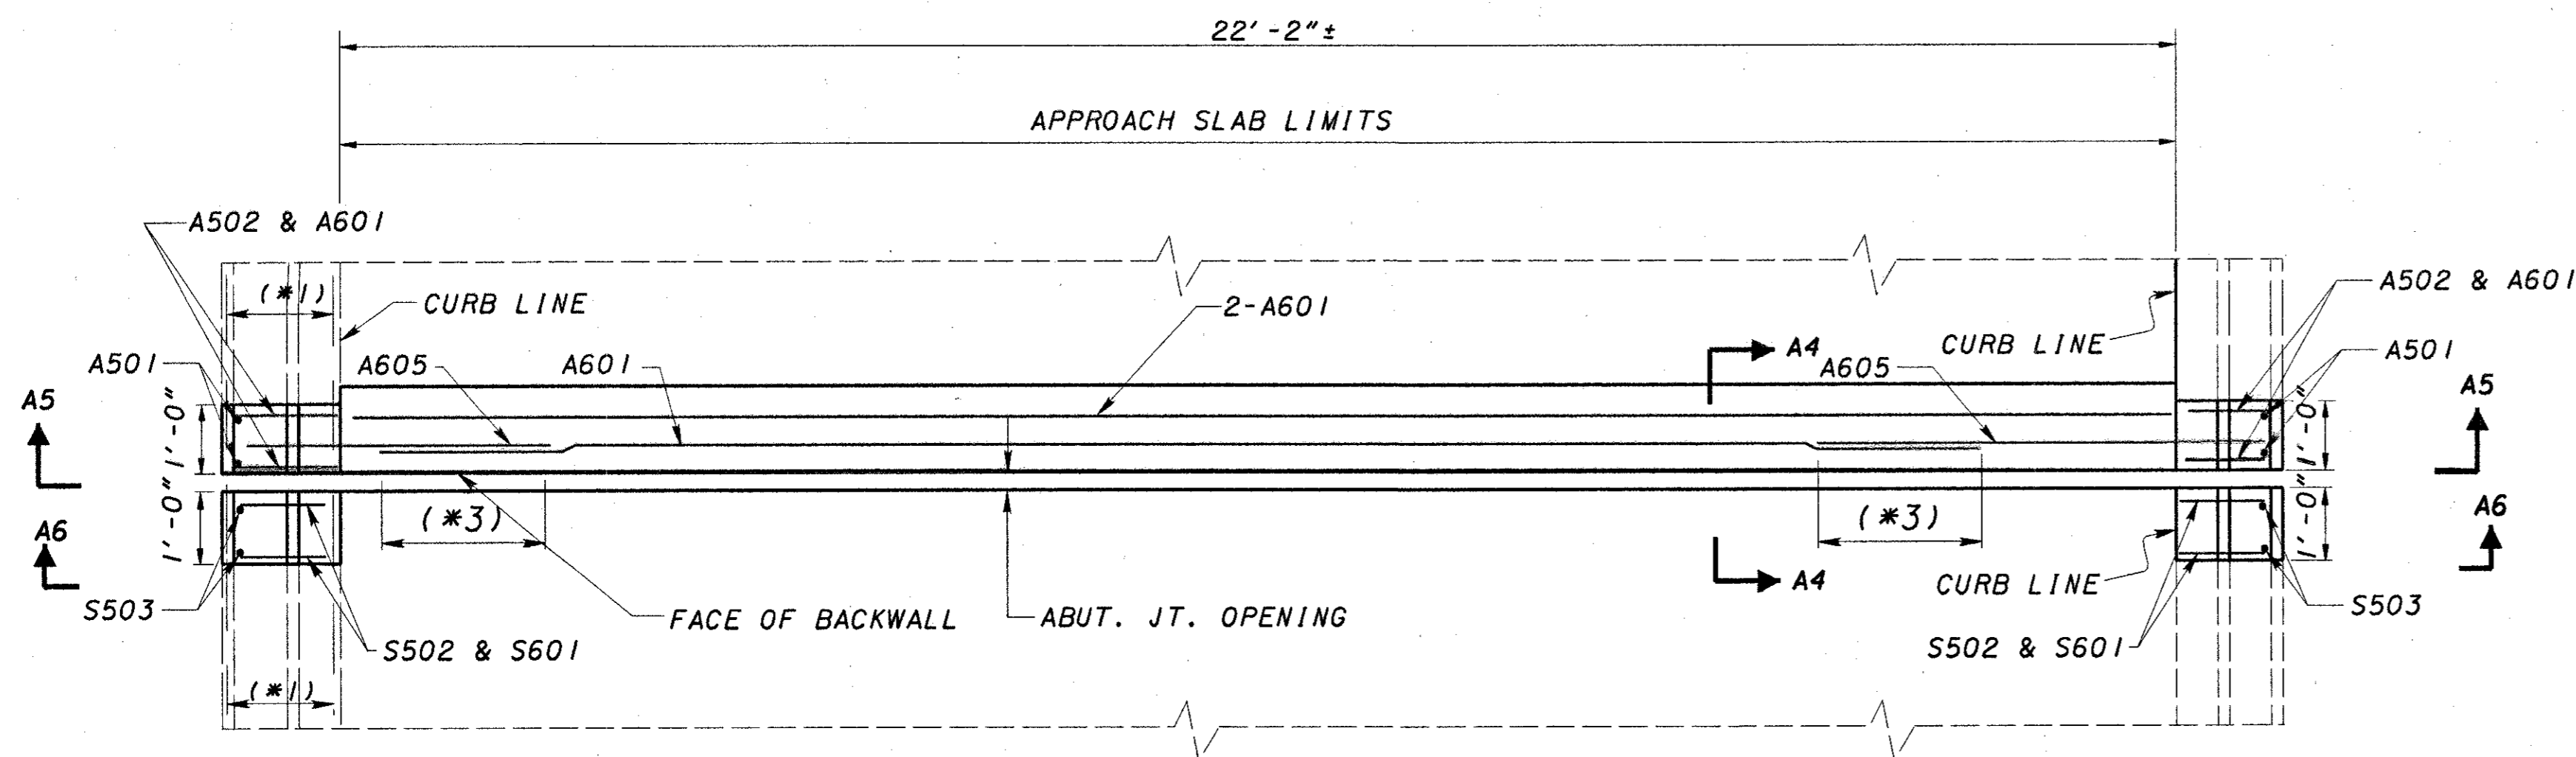 22'-2"±
APPROACH SLAB LIMITS
A502 & A601
(*1)
CURB LINE
2-A601
A502 & A601
A501
A605
A601
A4
CURB LINE
A605
A501
A5
1'-0"
1'-0"
A5
A6
1'-0"
(*3)
(*3)
1'-0"
A6
A4
CURB LINE
S503
FACE OF BACKWALL
ABUT. JT. OPENING
S503
S502 & S601
S502 & S601
(*1)